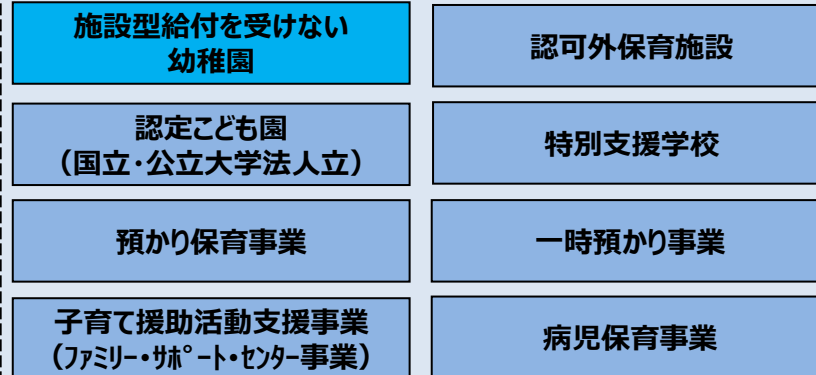 施設型給付を受けない
幼稚園
認可外保育施設
認定こども園
（国立・公立大学法人立）
特別支援学校
預かり保育事業
一時預かり事業
子育て援助活動支援事業
（ﾌｧﾐﾘｰ・ｻﾎﾟｰﾄ・ｾﾝﾀｰ事業）
病児保育事業